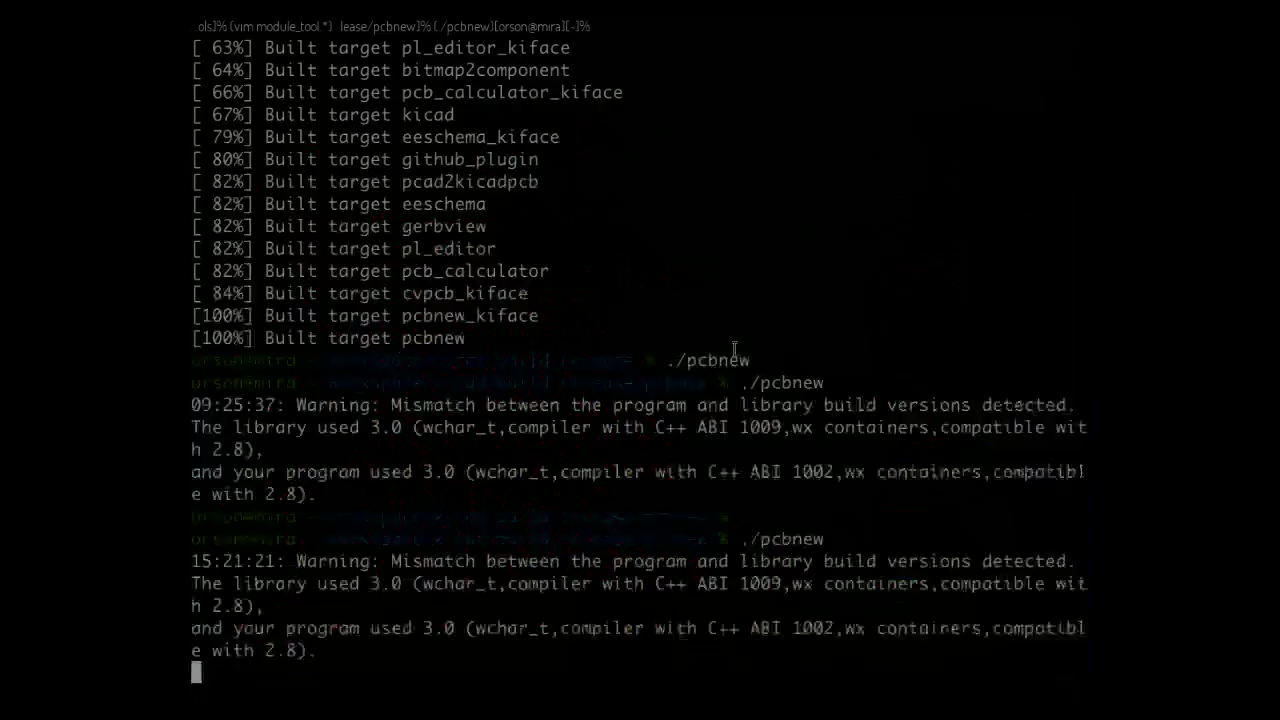 ols]% (vim module_tool.*) lease/pcbnew]% (./pcbnew)[orson@mira][~]%
[ 63%] Built target pl_editor_kiface
[ 64%] Built target bitmap2component
[ 66%] Built target pcb_calculator_kiface
[ 67%] Built target kicad
[ 79%] Built target eeschema_kiface
[ 80%] Built target github_plugin
[ 82%] Built target pcad2kicadpcb
[ 82%] Built target eeschema
[ 82%] Built target gerbview
[ 82%] Built target pl_editor
[ 82%] Built target pcb_calculator
[ 84%] Built target cvpcb_kiface
[100%] Built target pcbnew_kiface
[100%] Built target pcbnew
orson@mira % ./pcbnew
orson@mira % ./pcbnew
09:25:37: Warning: Mismatch between the program and library build versions detected.
The library used 3.0 (wchar_t,compiler with C++ ABI 1009,wx containers,compatible wit
h 2.8),
and your program used 3.0 (wchar_t,compiler with C++ ABI 1002,wx containers,compatibl
e with 2.8).
orson@mira %
orson@mira % ./pcbnew
15:21:21: Warning: Mismatch between the program and library build versions detected.
The library used 3.0 (wchar_t,compiler with C++ ABI 1009,wx containers,compatible wit
h 2.8),
and your program used 3.0 (wchar_t,compiler with C++ ABI 1002,wx containers,compatibl
e with 2.8).